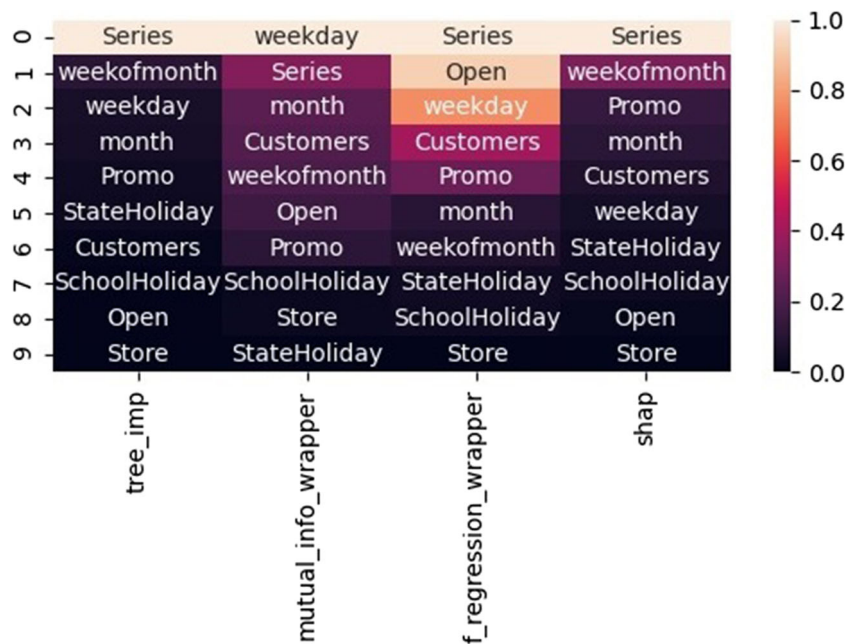 0 Series weekday Series Series 1.0
1 weekofmonth Series Open weekofmonth
2 weekday month weekday Promo 0.8
3 month Customers Customers month
4 Promo weekofmonth Promo Customers 0.6
5 StateHoliday Open month weekday
6 Customers Promo weekofmonth StateHoliday 0.4
7 SchoolHoliday SchoolHoliday StateHoliday SchoolHoliday
8 Open Store SchoolHoliday Open 0.2
9 Store StateHoliday Store Store 0.0
tree_imp
mutual_info_wrapper
f_regression_wrapper
shap